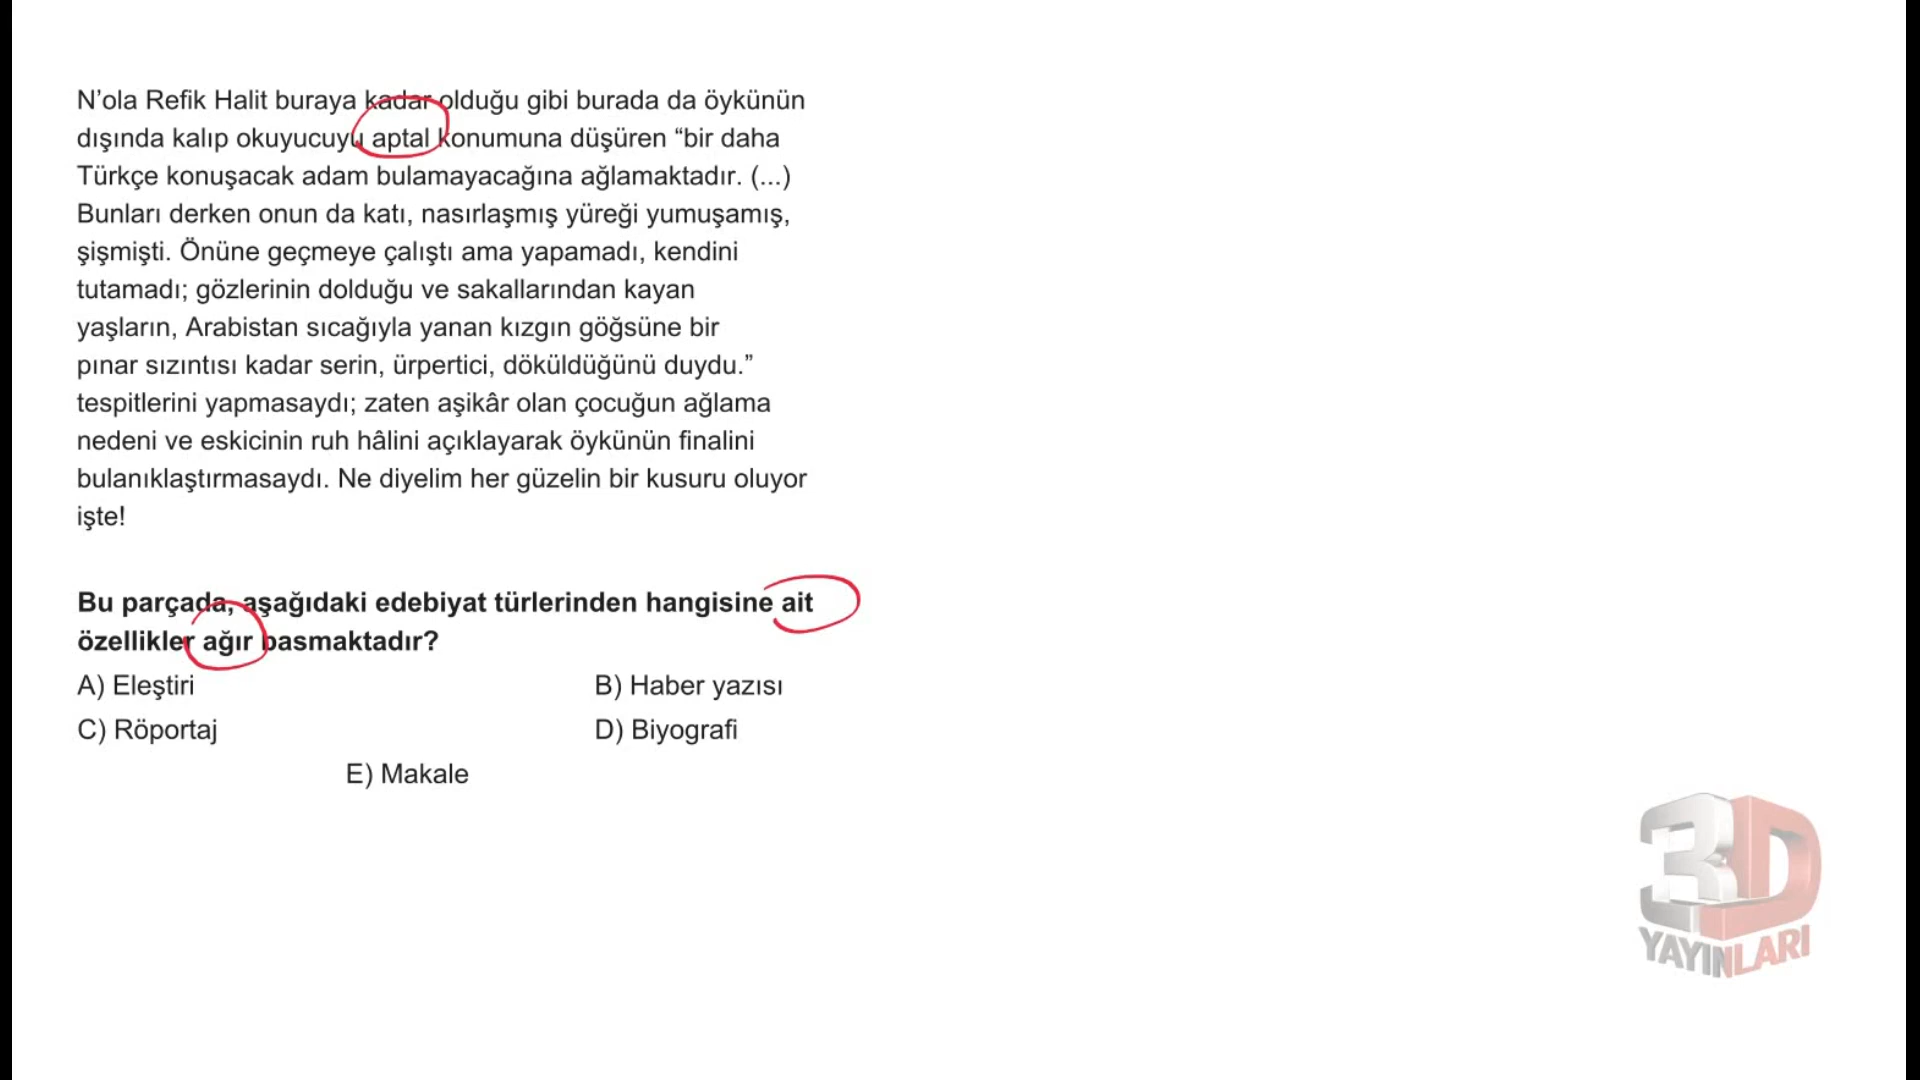 N’ola Refik Halit buraya kadar olduğu gibi burada da öykünün
dışında kalıp okuyucuyu aptal konumuna düşüren “bir daha
Türkçe konuşacak adam bulamayacağına ağlamaktadır. (...)
Bunları derken onun da katı, nasırlaşmış yüreği yumuşamış,
şişmişti. Önüne geçmeye çalıştı ama yapamadı, kendini
tutamadı; gözlerinin dolduğu ve sakallarından kayan
yaşların, Arabistan sıcağıyla yanan kızgın göğsüne bir
pınar sızıntısı kadar serin, ürpertici, döküldüğünü duydu.”
tespitlerini yapmasaydı; zaten aşikâr olan çocuğun ağlama
nedeni ve eskicinin ruh hâlini açıklayarak öykünün finalini
bulanıklaştırmasaydı. Ne diyelim her güzelin bir kusuru oluyor
işte!
Bu parçada, aşağıdaki edebiyat türlerinden hangisine ait
özellikler ağır basmaktadır?
A) Eleştiri
B) Haber yazısı
C) Röportaj
D) Biyografi
E) Makale
3D
YAYINLARI